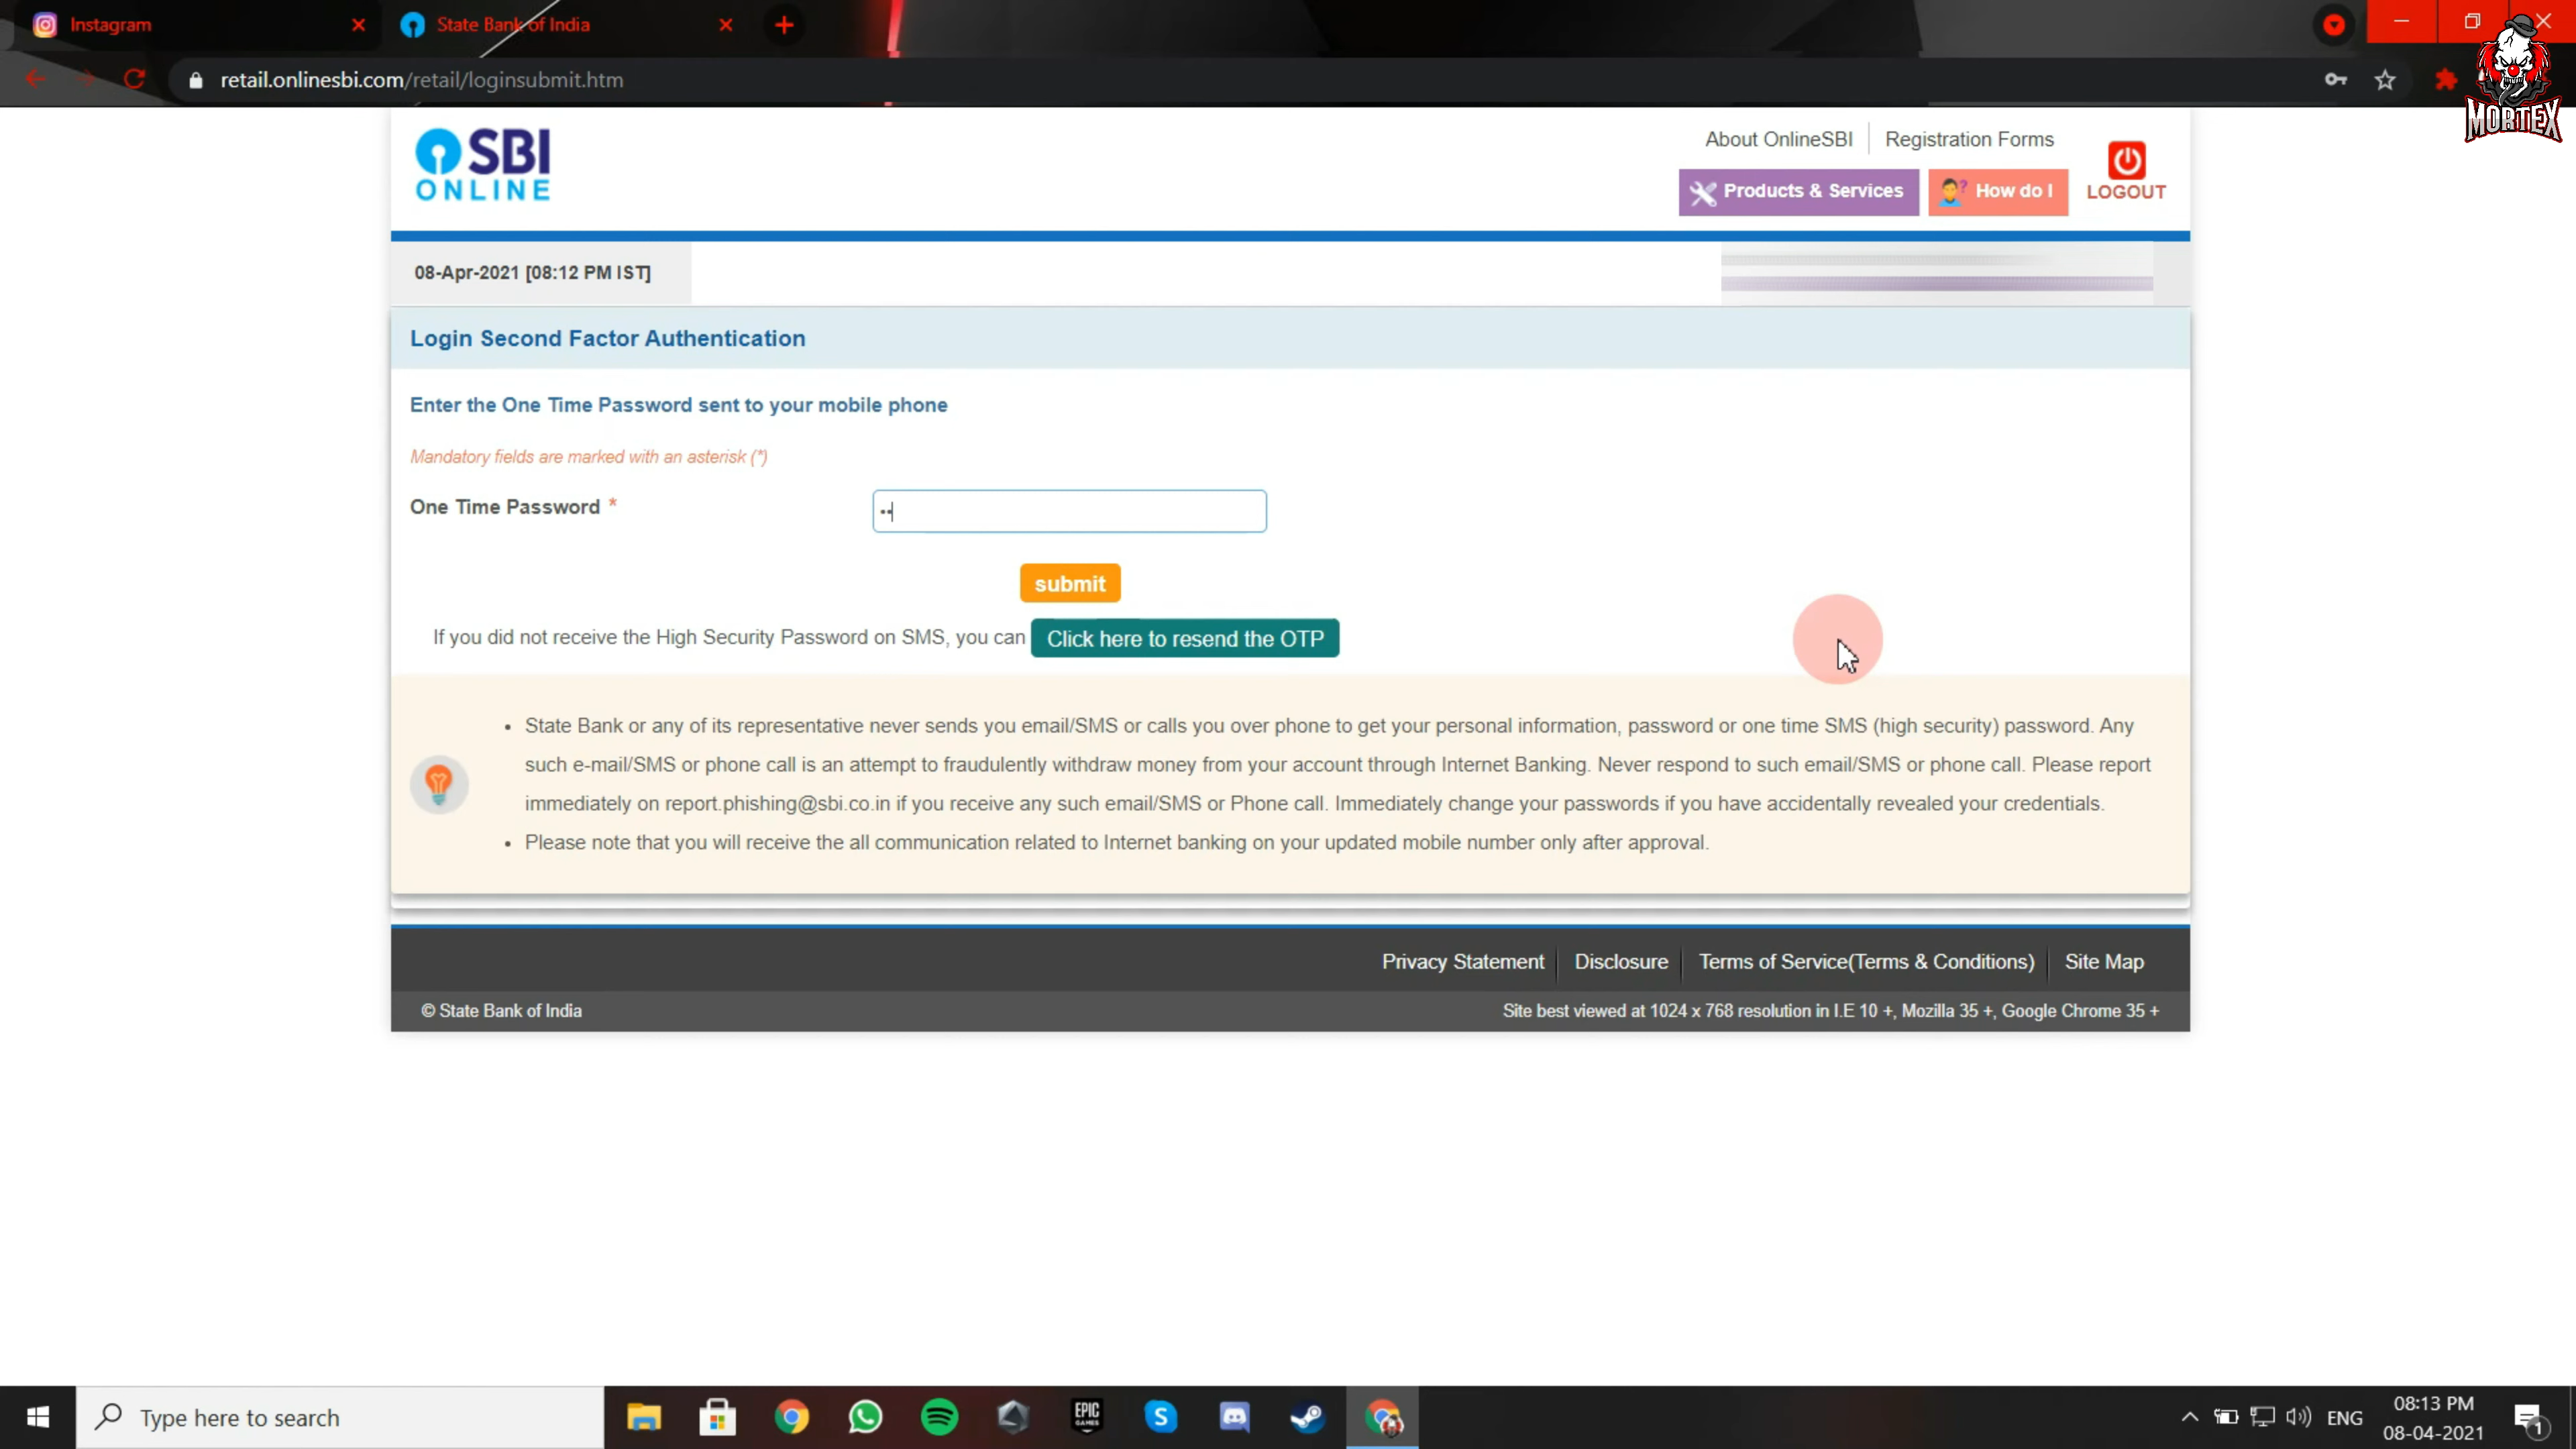 Instagram
State Bank of India
retail.onlinesbi.com/retail/loginsubmit.htm
MORTEX
SBI
ONLINE
About OnlineSBI
Registration Forms
Products & Services
How do I
LOGOUT
08-Apr-2021 [08:12 PM IST]
Login Second Factor Authentication
Enter the One Time Password sent to your mobile phone
Mandatory fields are marked with an asterisk (*)
One Time Password *
submit
If you did not receive the High Security Password on SMS, you can Click here to resend the OTP
State Bank or any of its representative never sends you email/SMS or calls you over phone to get your personal information, password or one time SMS (high security) password. Any
such e-mail/SMS or phone call is an attempt to fraudulently withdraw money from your account through Internet Banking. Never respond to such email/SMS or phone call. Please report
immediately on report.phishing@sbi.co.in if you receive any such email/SMS or Phone call. Immediately change your passwords if you have accidentally revealed your credentials.
Please note that you will receive the all communication related to Internet banking on your updated mobile number only after approval.
Privacy Statement
Disclosure
Terms of Service(Terms & Conditions)
Site Map
© State Bank of India
Site best viewed at 1024 x 768 resolution in I.E 10 +, Mozilla 35 +, Google Chrome 35 +
Type here to search
EPIC
GAMES
ENG
08:13 PM
08-04-2021
1